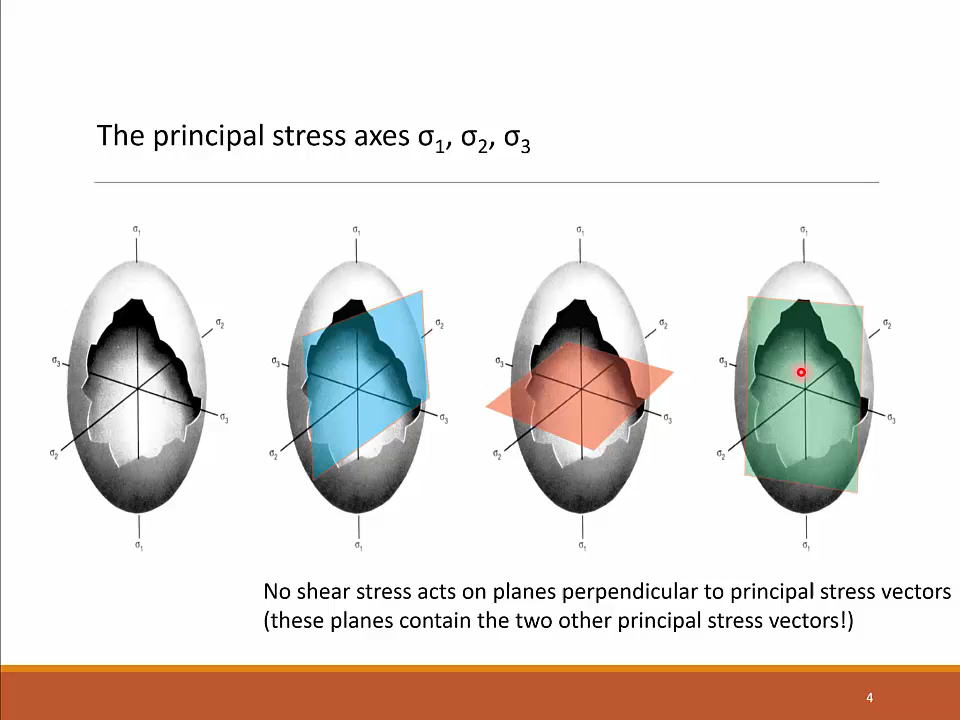 The principal stress axes σ₁, σ₂, σ₃
σ₁ σ₁ σ₁ σ₁
σ₂ σ₂ σ₂ σ₂
σ₃ σ₃ σ₃ σ₃
σ₃ σ₃ σ₃ σ₃
σ₂ σ₂ σ₂ σ₂
σ₁ σ₁ σ₁ σ₁
No shear stress acts on planes perpendicular to principal stress vectors
(these planes contain the two other principal stress vectors!)
4